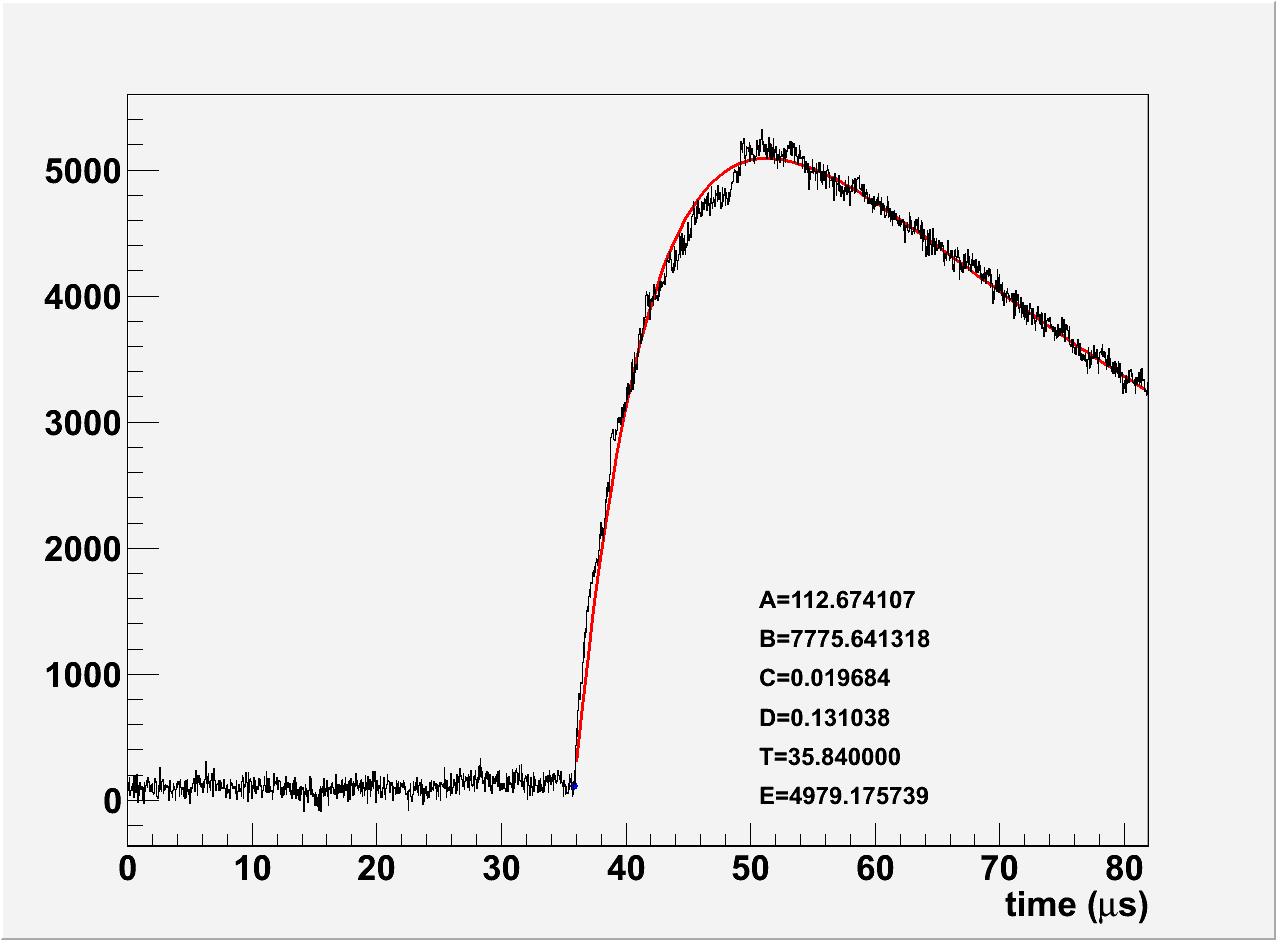 5000
4000
3000
2000
1000
0
A=112.674107
B=7775.641318
C=0.019684
D=0.131038
T=35.840000
E=4979.175739
0 10 20 30 40 50 60 70 80
time (μs)